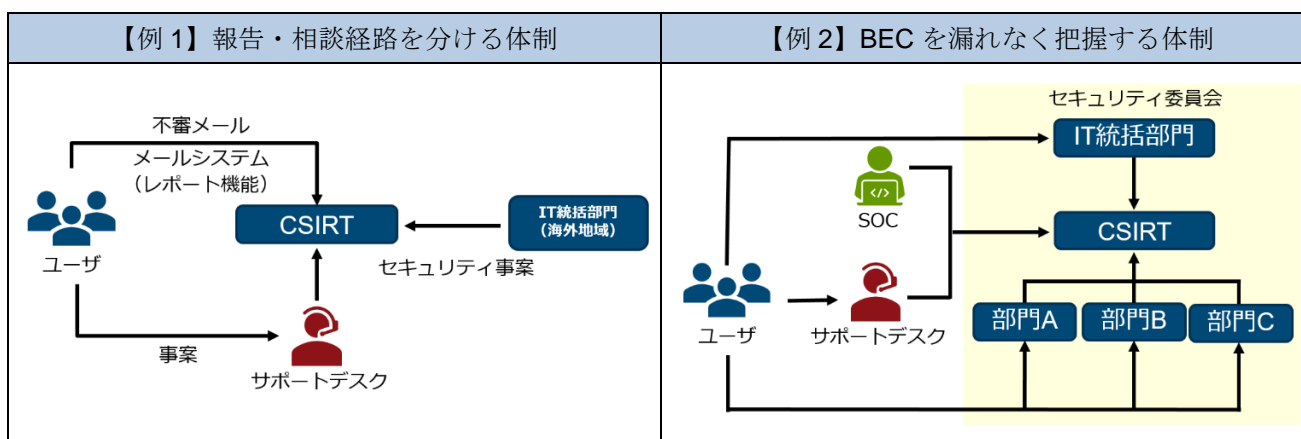 【例 1】報告・相談経路を分ける体制
不審メール
メールシステム
（レポート機能）
ユーザ
CSIRT
IT統括部門
（海外地域）
セキュリティ事案
事案
サポートデスク
【例 2】BEC を漏れなく把握する体制
セキュリティ委員会
IT統括部門
</>
SOC
CSIRT
ユーザ
サポートデスク
部門A
部門B
部門C